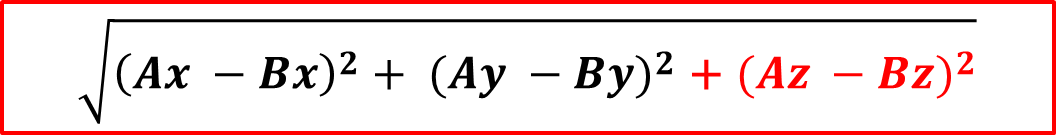 √(Ax − Bx)² + (Ay − By)² + (Az − Bz)²